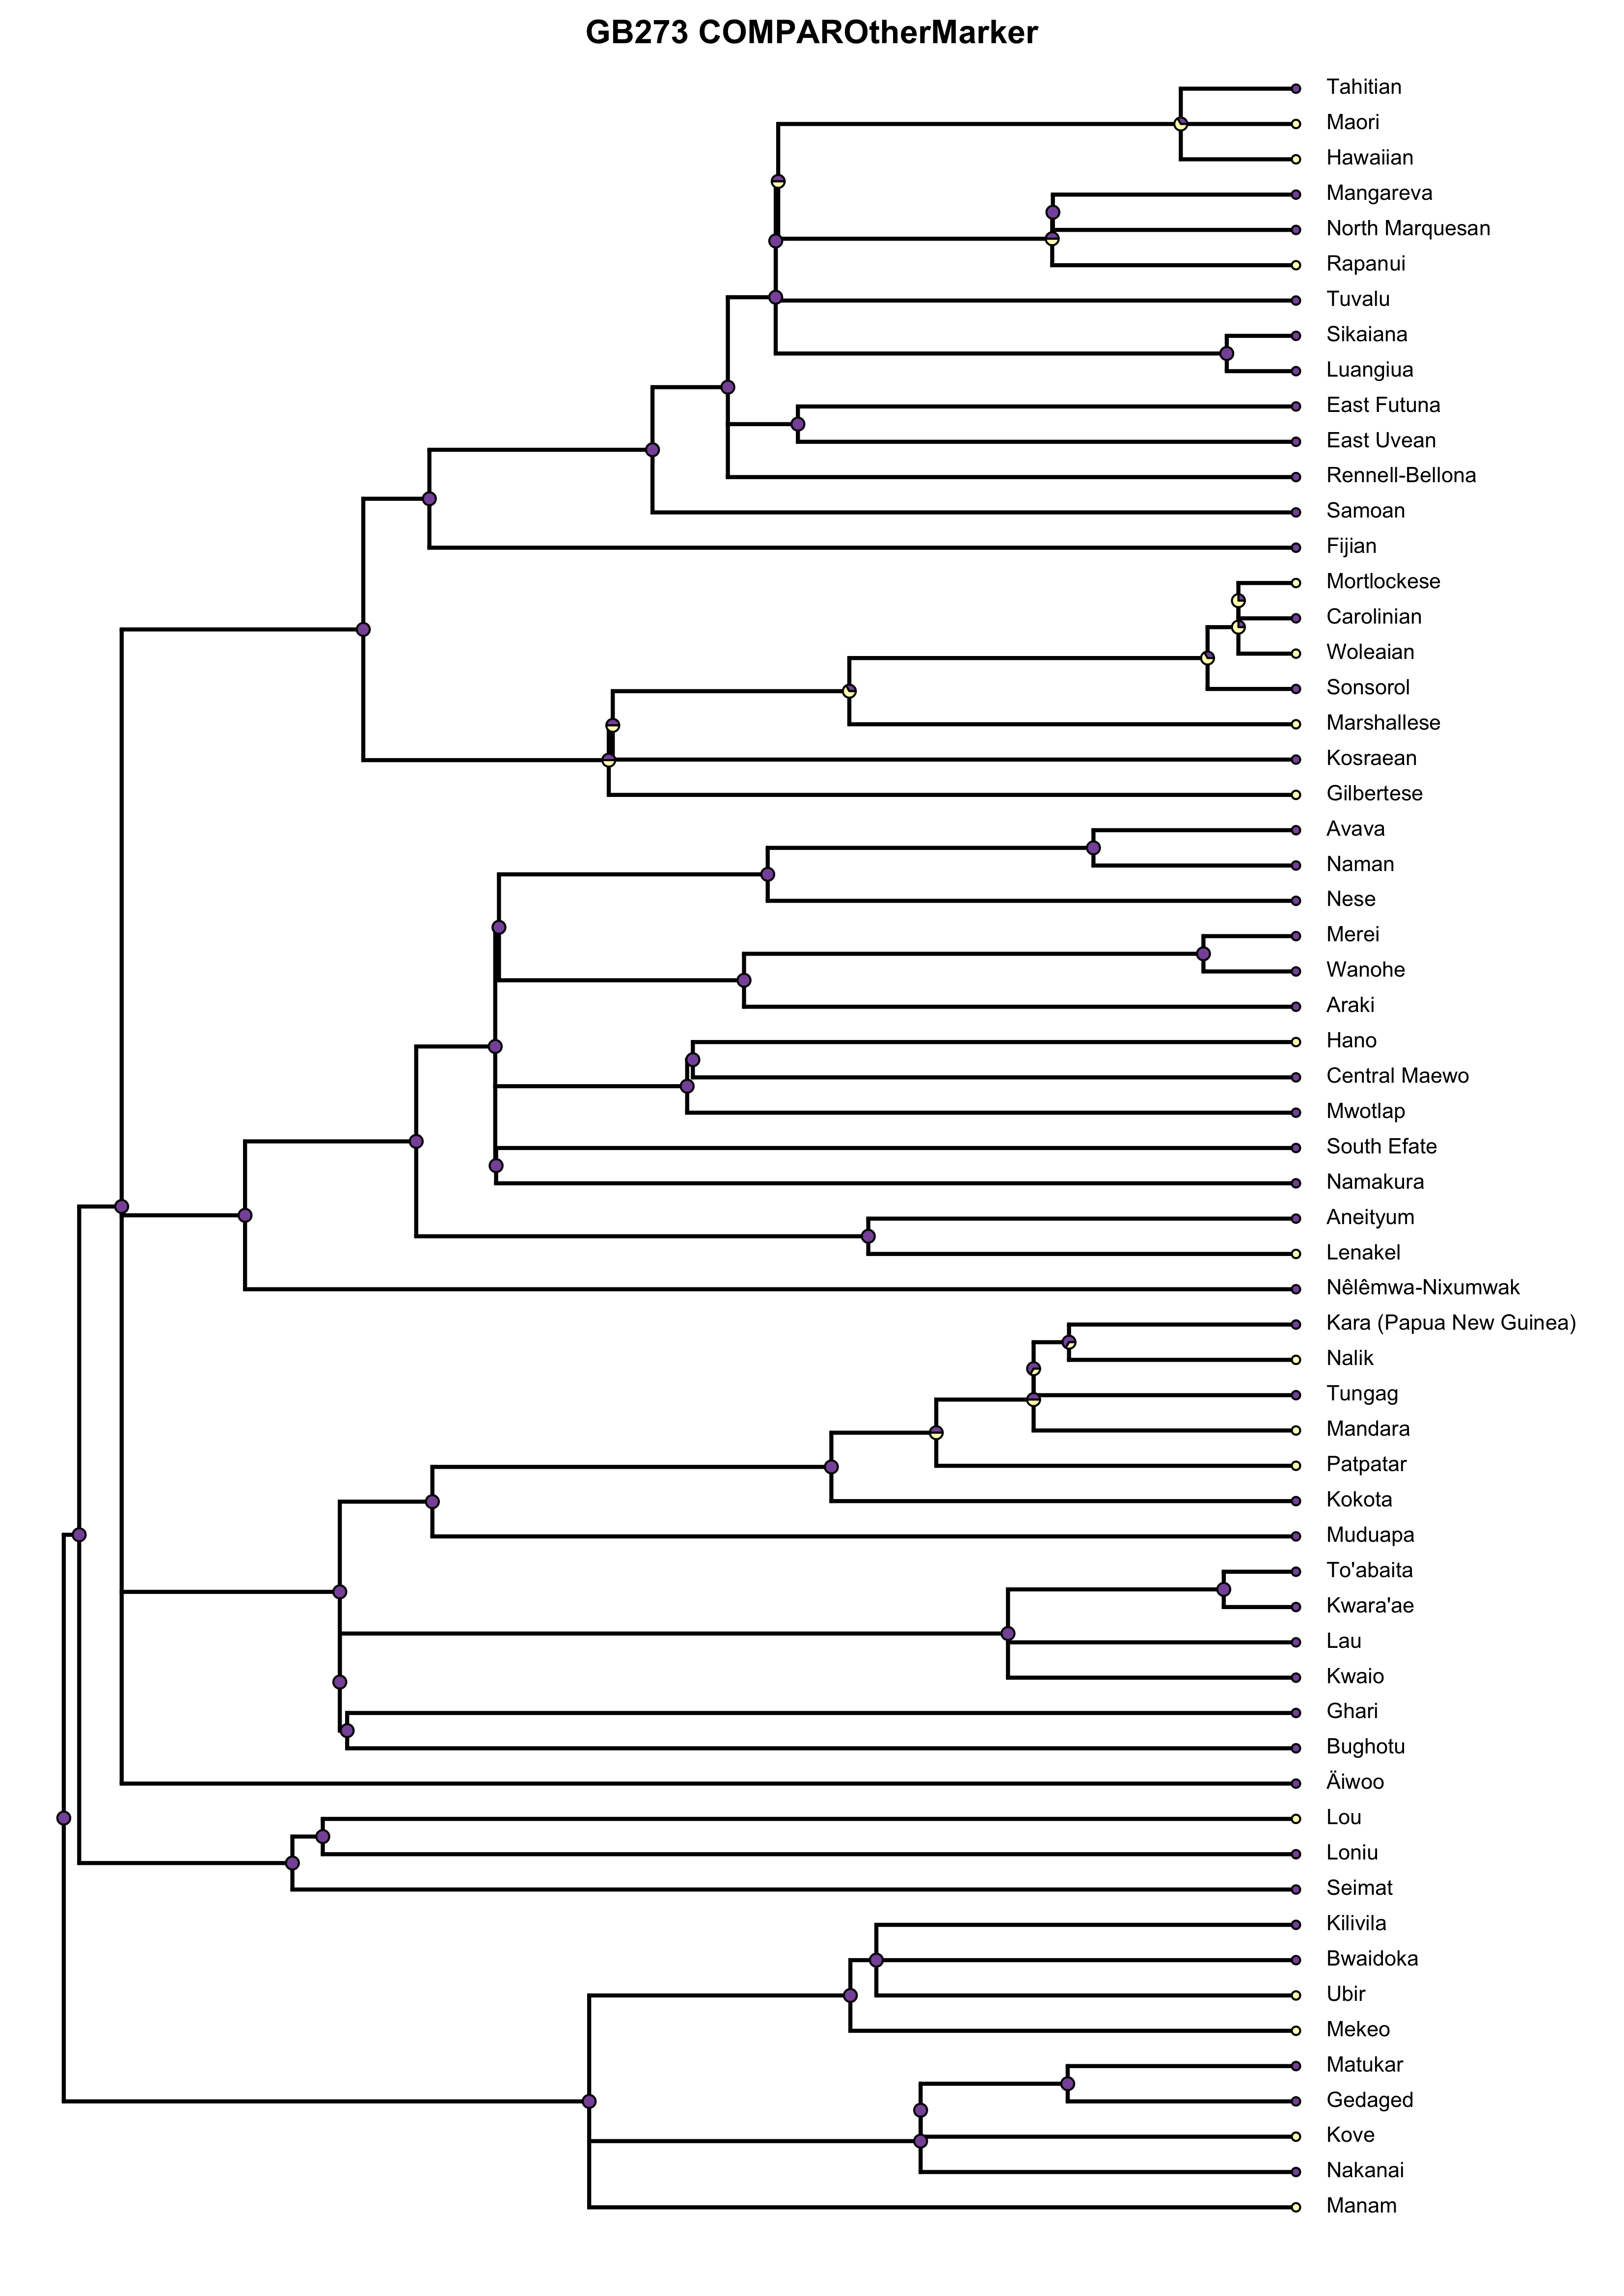 GB273 COMPAROtherMarker
Tahitian
Maori
Hawaiian
Mangareva
North Marquesan
Rapanui
Tuvalu
Sikaiana
Luangiua
East Futuna
East Uvean
Rennell-Bellona
Samoan
Fijian
Mortlockese
Carolinian
Woleaian
Sonsorol
Marshallese
Kosraean
Gilbertese
Avava
Naman
Nese
Merei
Wanohe
Araki
Hano
Central Maewo
Mwotlap
South Efate
Namakura
Aneityum
Lenakel
Nêlêmwa-Nixumwak
Kara (Papua New Guinea)
Nalik
Tungag
Mandara
Patpatar
Kokota
Muduapa
To'abaita
Kwara'ae
Lau
Kwaio
Ghari
Bughotu
Äiwoo
Lou
Loniu
Seimat
Kilivila
Bwaidoka
Ubir
Mekeo
Matukar
Gedaged
Kove
Nakanai
Manam